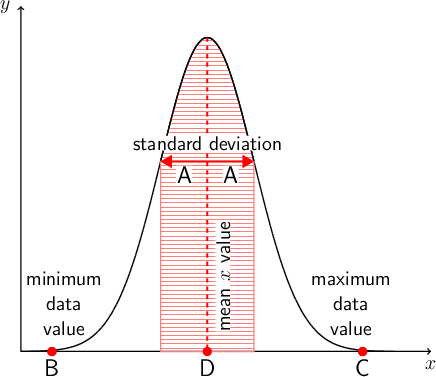 y
standard deviation
A A
mean x value
minimum
data
value
maximum
data
value
B D C
x